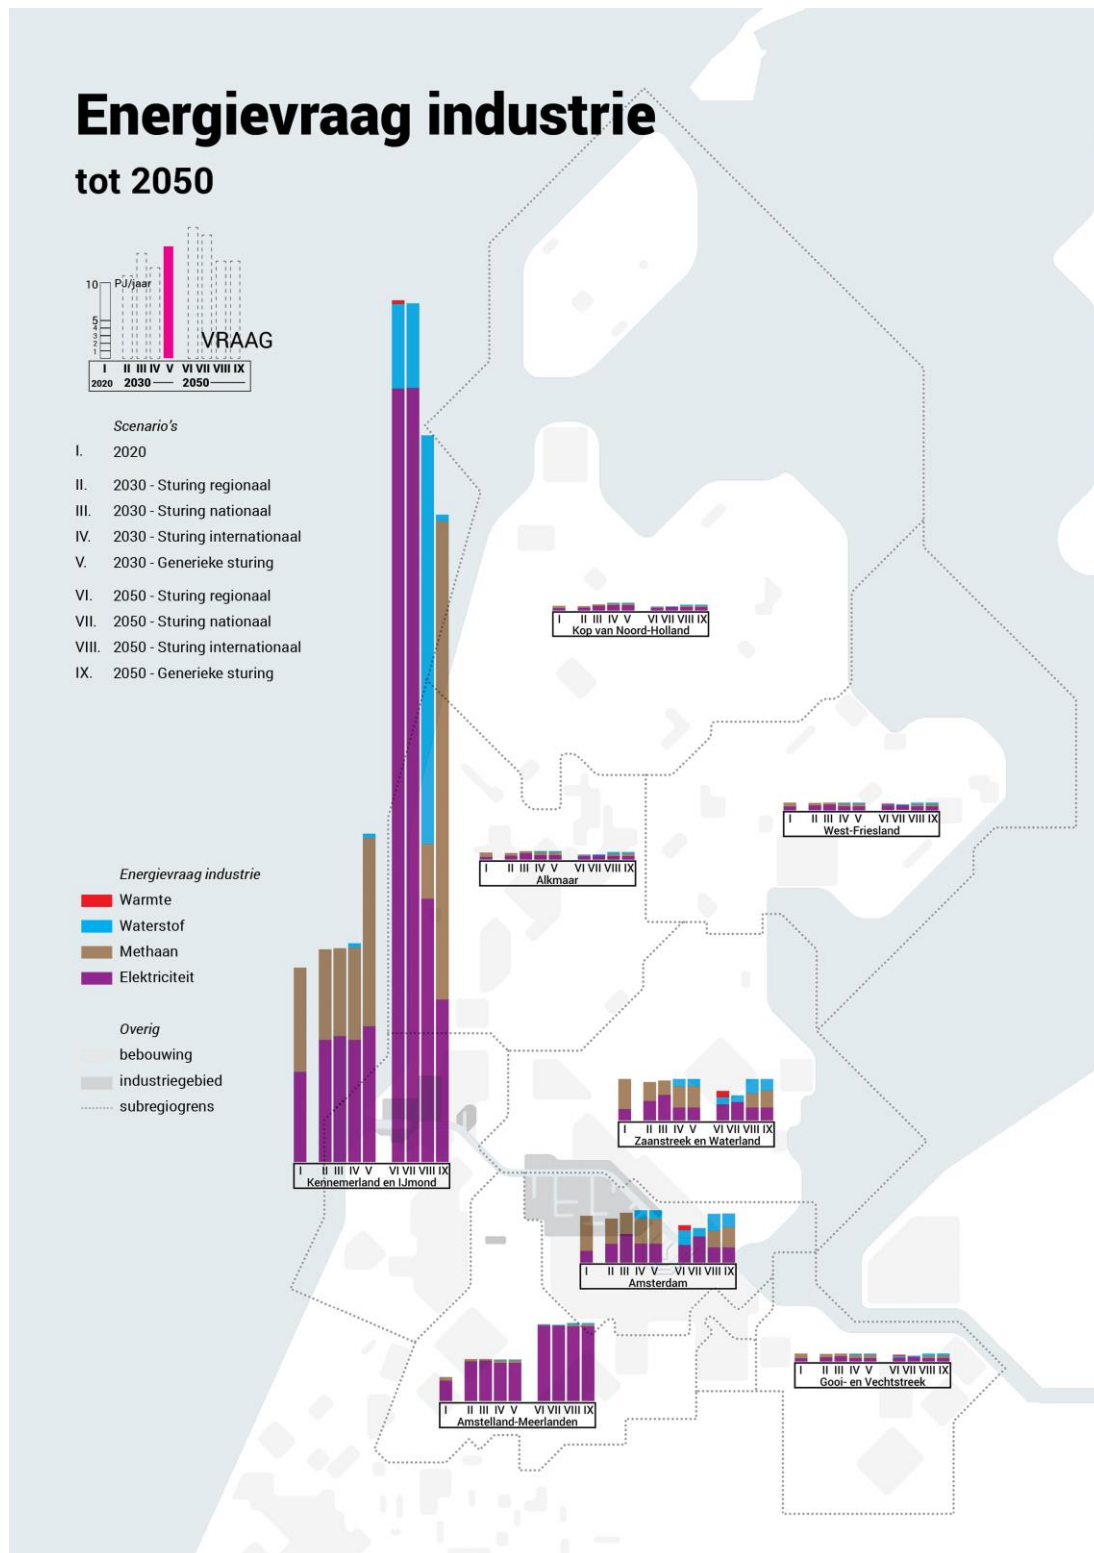 Energievraag industrie
tot 2050
10 PJ/jaar
5
4
3
2
1
VRAAG
I II III IV V VI VII VIII IX
2020 2030 2050
Scenario's
I. 2020
II. 2030 - Sturing regionaal
III. 2030 - Sturing nationaal
IV. 2030 - Sturing internationaal
V. 2030 - Generieke sturing
VI. 2050 - Sturing regionaal
VII. 2050 - Sturing nationaal
VIII. 2050 - Sturing internationaal
IX. 2050 - Generieke sturing
I II III IV V VI VII VIII IX
Kop van Noord-Holland
I II III IV V VI VII VIII IX
West-Friesland
I II III IV V VI VII VIII IX
Alkmaar
Energievraag industrie
Warmte
Waterstof
Methaan
Elektriciteit
Overig
bebouwing
industriegebied
subregiogrens
I II III IV V VI VII VIII IX
Zaanstreek en Waterland
I II III IV V VI VII VIII IX
Kennemerland en IJmond
I II III IV V VI VII VIII IX
Amsterdam
I II III IV V VI VII VIII IX
Gooi- en Vechtstreek
I II III IV V VI VII VIII IX
Amstelland-Meerlanden